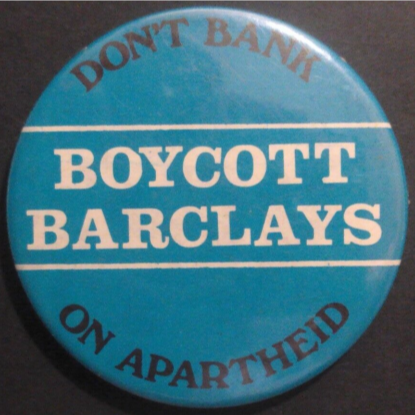 DON'T BANK
BOYCOTT
BARCLAYS
ON APARTHEID